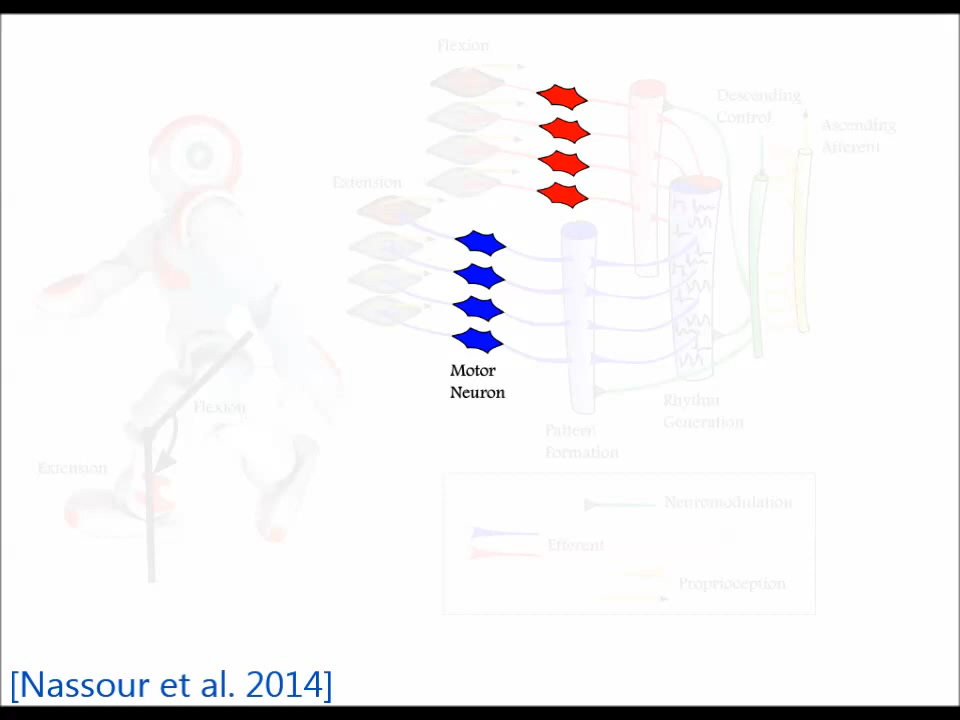 Flexion
Descending
Control
Ascending
Afferent
Extension
Motor
Neuron
Flexion
Rhythm
Generation
Pattern
Formation
Extension
Neuromodulation
Efferent
Proprioception
[Nassour et al. 2014]